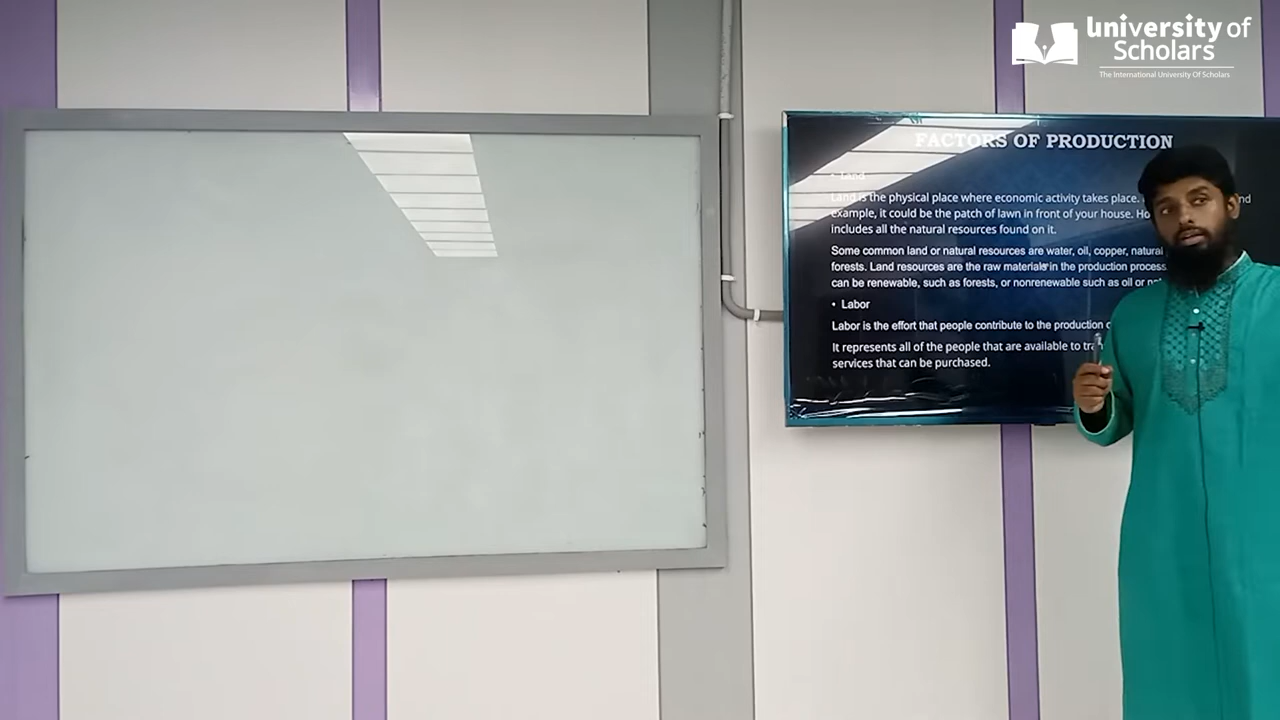 University of
Scholars
The International University Of Scholars
FACTORS OF PRODUCTION
• Land
Land is the physical place where economic activity takes place.
example, it could be the patch of lawn in front of your house.
includes all the natural resources found on it.
Some common land or natural resources are water, oil, copper, natural
forests. Land resources are the raw materials in the production process.
can be renewable, such as forests, or nonrenewable such as oil or
• Labor
Labor is the effort that people contribute to the production
It represents all of the people that are available to
services that can be purchased.